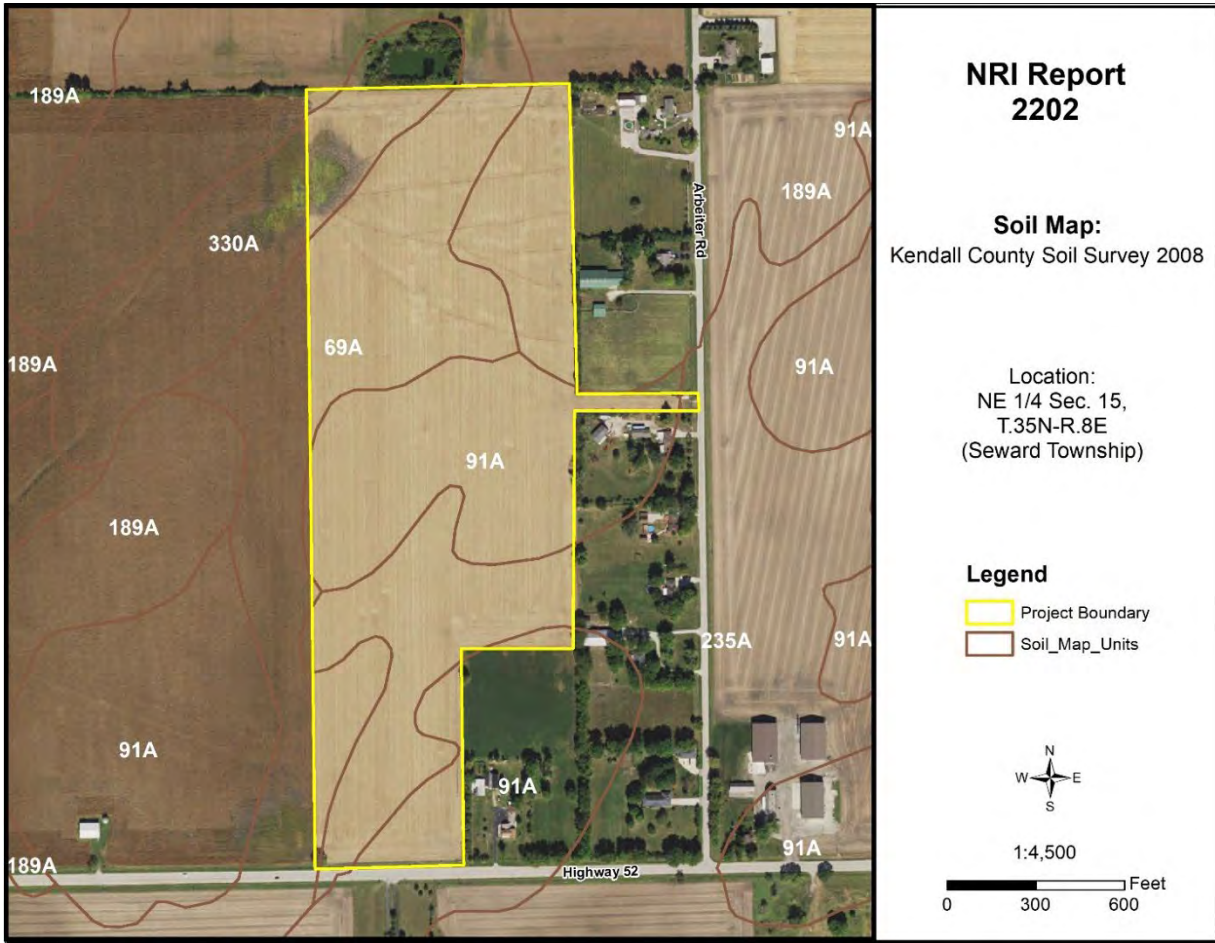 189A
91A
189A
330A
Arbeiter Rd
69A
189A
91A
91A
189A
235A
91A
91A
91A
91A
189A
Highway 52
NRI Report
2202
Soil Map:
Kendall County Soil Survey 2008
Location:
NE 1/4 Sec. 15,
T.35N-R.8E
(Seward Township)
Legend
Project Boundary
Soil_Map_Units
N
W E
S
1:4,500
Feet
0 300 600